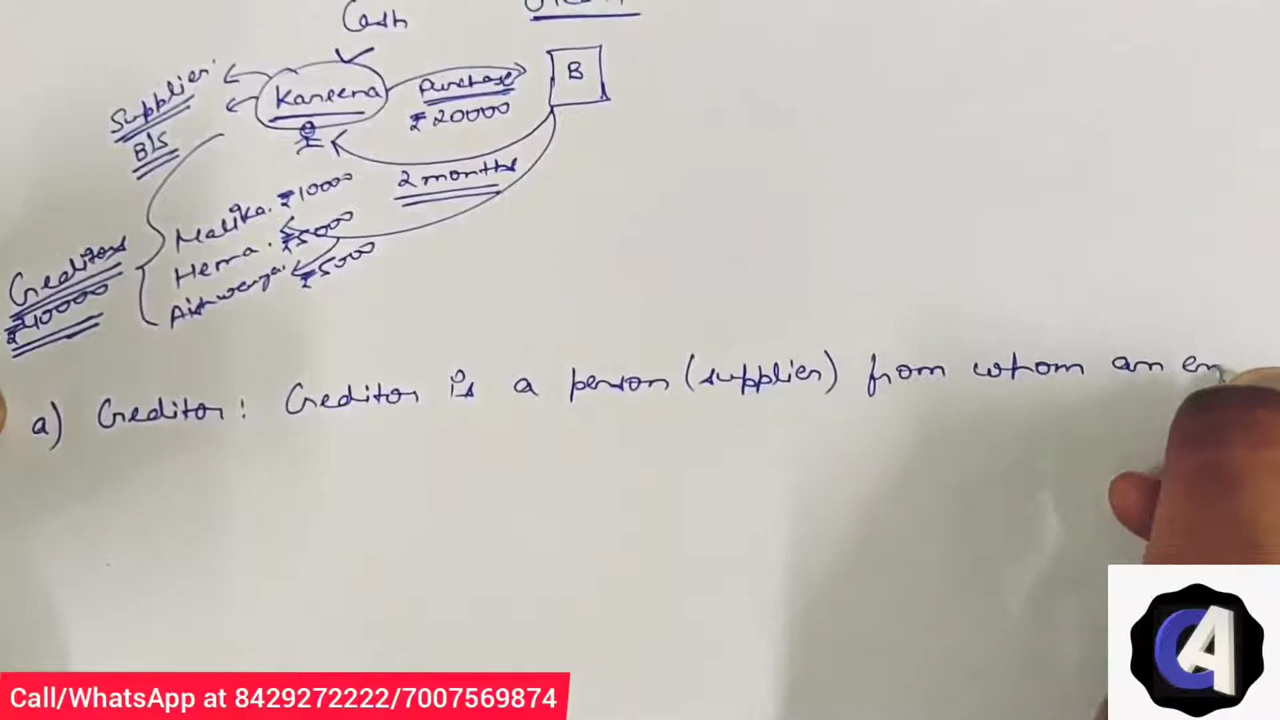 Cash
Supplier
B/S
Kareena
Purchase
₹20000
B
2 months
Malika. ₹10000
Hema. ₹5000
Aishwarya. ₹5000
Creditors
₹40000
a) Creditor: Creditor is a person (supplier) from whom an en
Call/WhatsApp at 8429272222/7007569874
CA